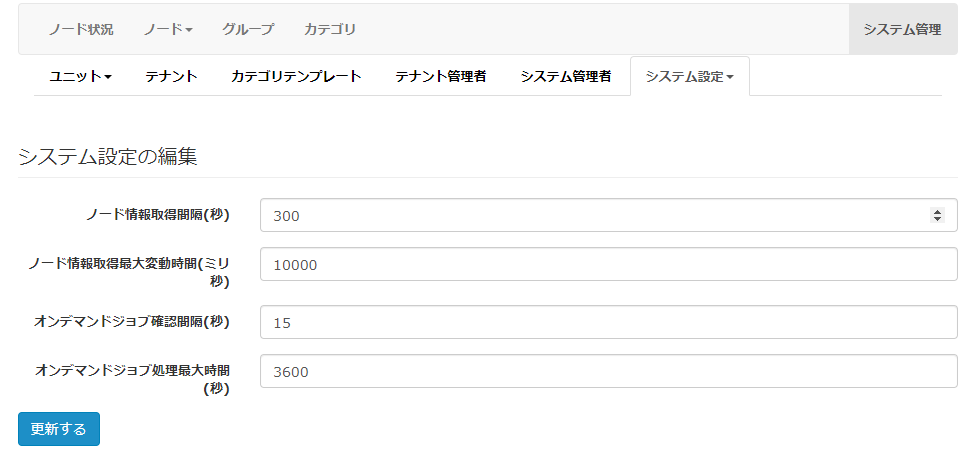 ノード状況 ノード グループ カテゴリ システム管理
ユニット テナント カテゴリテンプレート テナント管理者 システム管理者 システム設定
システム設定の編集
ノード情報取得間隔(秒) 300
ノード情報取得最大変動時間(ミリ
秒) 10000
オンデマンドジョブ確認間隔(秒) 15
オンデマンドジョブ処理最大時間
(秒) 3600
更新する